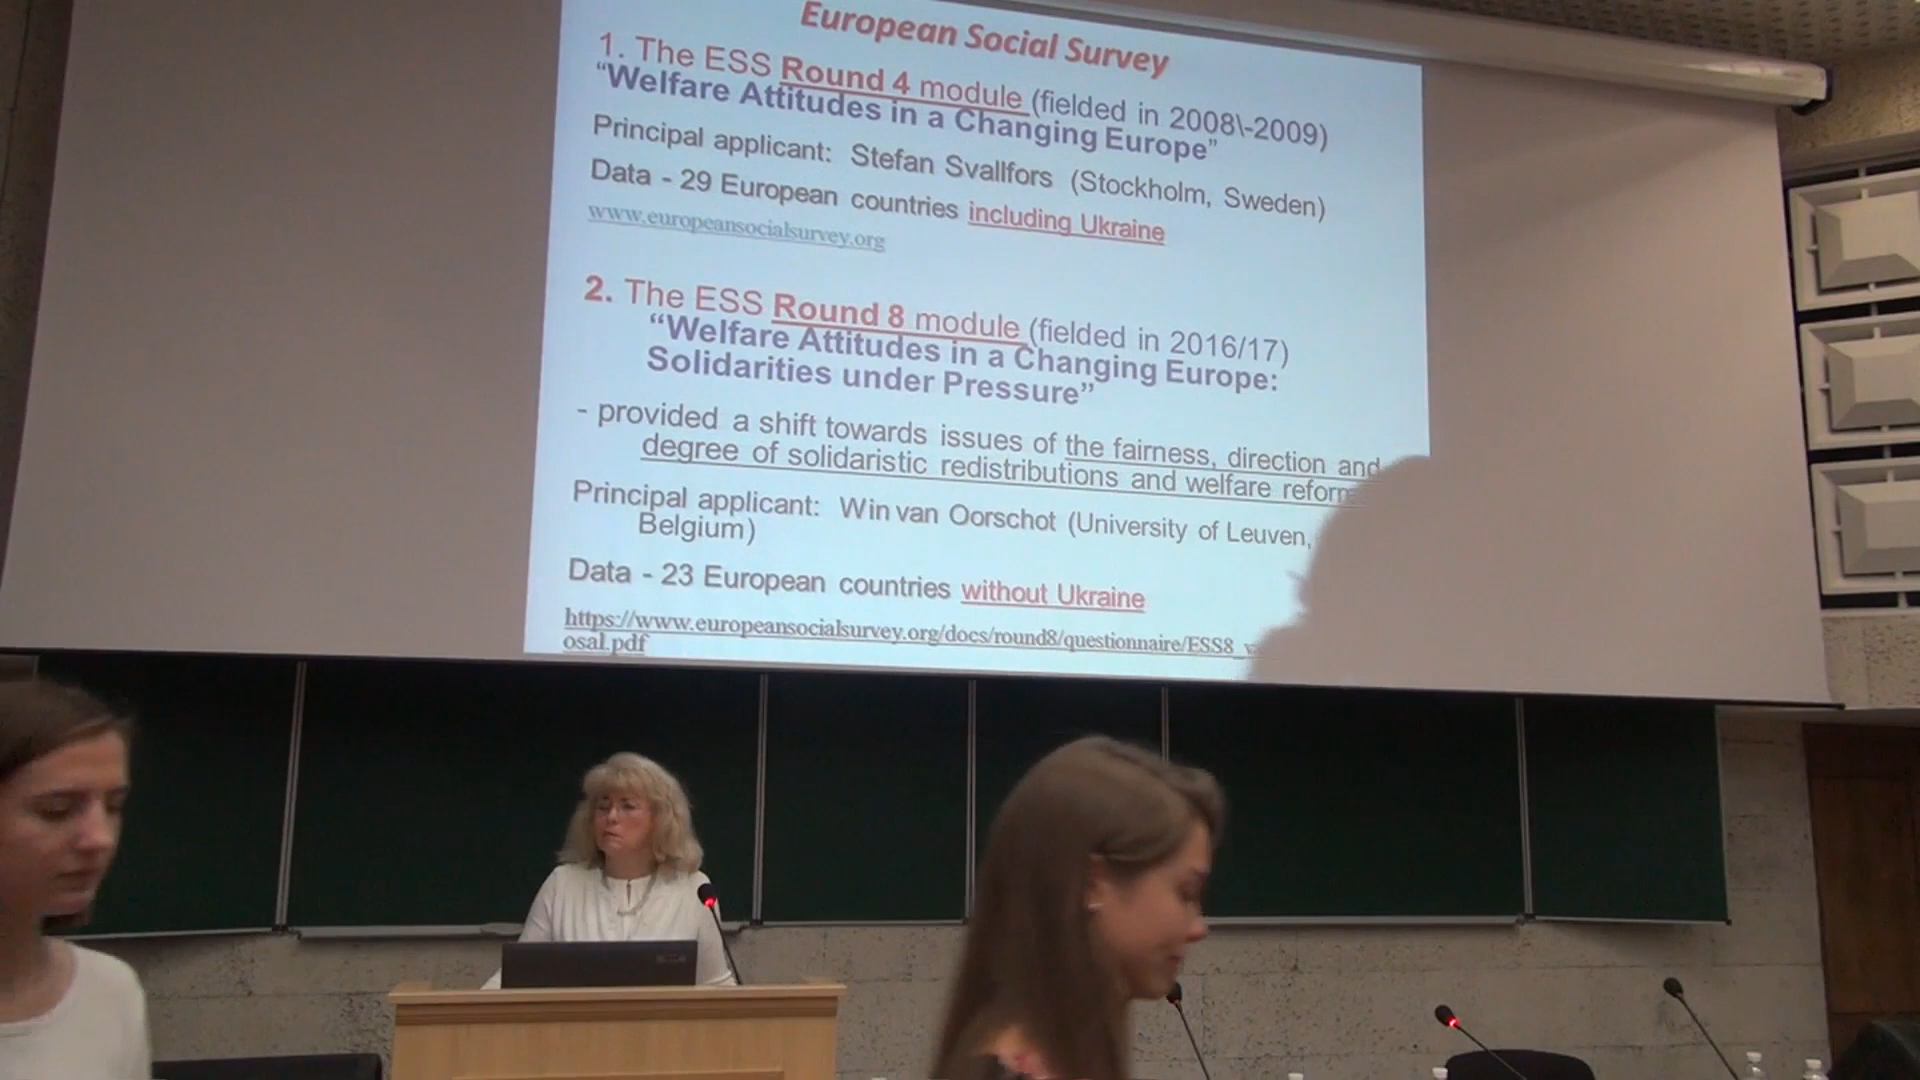 European Social Survey
1. The ESS Round 4 module (fielded in 2008\-2009)
“Welfare Attitudes in a Changing Europe”
Principal applicant: Stefan Svallfors (Stockholm, Sweden)
Data - 29 European countries including Ukraine
www.europeansocialsurvey.org
2. The ESS Round 8 module (fielded in 2016/17)
“Welfare Attitudes in a Changing Europe:
Solidarities under Pressure”
- provided a shift towards issues of the fairness, direction and
degree of solidaristic redistributions and welfare reform
Principal applicant: Win van Oorschot (University of Leuven,
Belgium)
Data - 23 European countries without Ukraine
https://www.europeansocialsurvey.org/docs/round8/questionnaire/ESS8_
osal.pdf